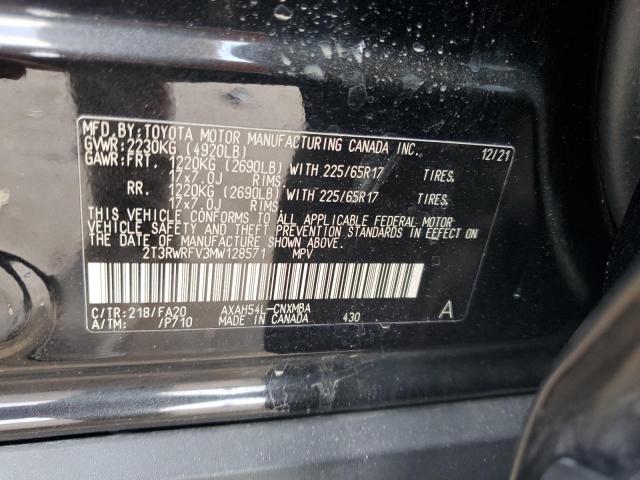 MFD. BY: TOYOTA MOTOR MANUFACTURING CANADA INC. 12/21
GVWR: 2230KG (4920LB)
GAWR: FRT. 1220KG (2690LB) WITH 225/65R17 TIRES,
17x7.0J RIMS
RR. 1220KG (2690LB) WITH 225/65R17 TIRES,
17x7.0J RIMS
THIS VEHICLE CONFORMS TO ALL APPLICABLE FEDERAL MOTOR
VEHICLE SAFETY AND THEFT PREVENTION STANDARDS IN EFFECT ON
THE DATE OF MANUFACTURE SHOWN ABOVE.
2T3RWRFV3MW128571 MPV
C/TR: 218/FA20 AXAH54L-CNXMBA A
A/TM: /P710 MADE IN CANADA 430